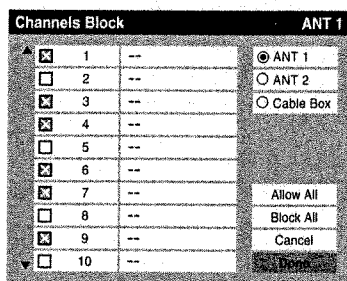 Channels Block ANT 1
1 --
2 --
3 --
4 --
5 --
6 --
7 --
8 --
9 --
10 --
ANT 1
ANT 2
Cable Box
Allow All
Block All
Cancel
Done